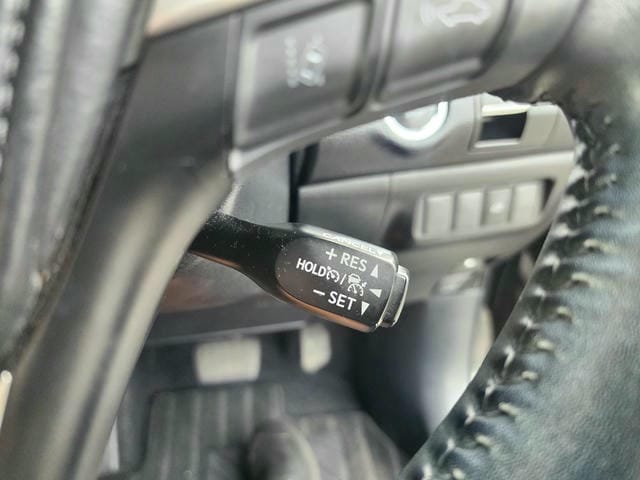 CANCEL
+ RES ▲
HOLD / ◀
− SET ▼